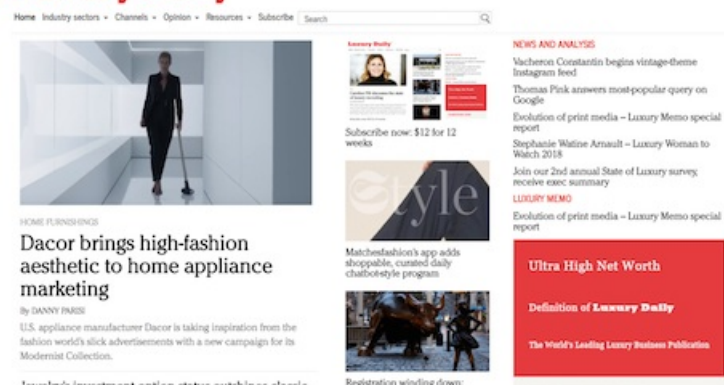 Home Industry sectors Channels Opinion Resources Subscribe Search
HOME FURNISHINGS
Dacor brings high-fashion
aesthetic to home appliance
marketing
By DANNY PARISI
U.S. appliance manufacturer Dacor is taking inspiration from the
fashion world's slick advertisements with a new campaign for its
Modernist Collection.
Luxury Daily
Subscribe now: $12 for 12
weeks
Style
Matchesfashion's app adds
shoppable, curated daily
chatbot-style program
Registration winding down:
NEWS AND ANALYSIS
Vacheron Constantin begins vintage-theme
Instagram feed
Thomas Pink answers most-popular query on
Google
Evolution of print media – Luxury Memo special
report
Stephanie Watine Arnault – Luxury Woman to
Watch 2018
Join our 2nd annual State of Luxury survey,
receive exec summary
LUXURY MEMO
Evolution of print media – Luxury Memo special
report
Ultra High Net Worth
Definition of Luxury Daily
The World's Leading Luxury Business Publication